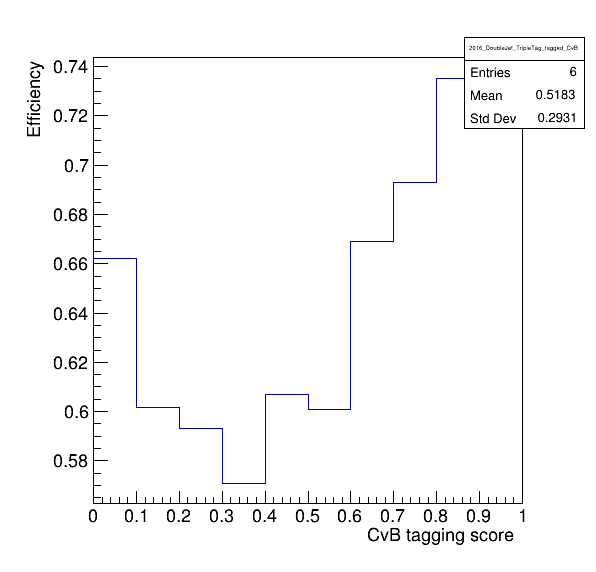 2016_DoubleJet_TripleTag_tagged_CvB
Entries 6
Mean 0.5183
Std Dev 0.2931
Efficiency
0.74
0.72
0.7
0.68
0.66
0.64
0.62
0.6
0.58
0 0.1 0.2 0.3 0.4 0.5 0.6 0.7 0.8 0.9 1
CvB tagging score